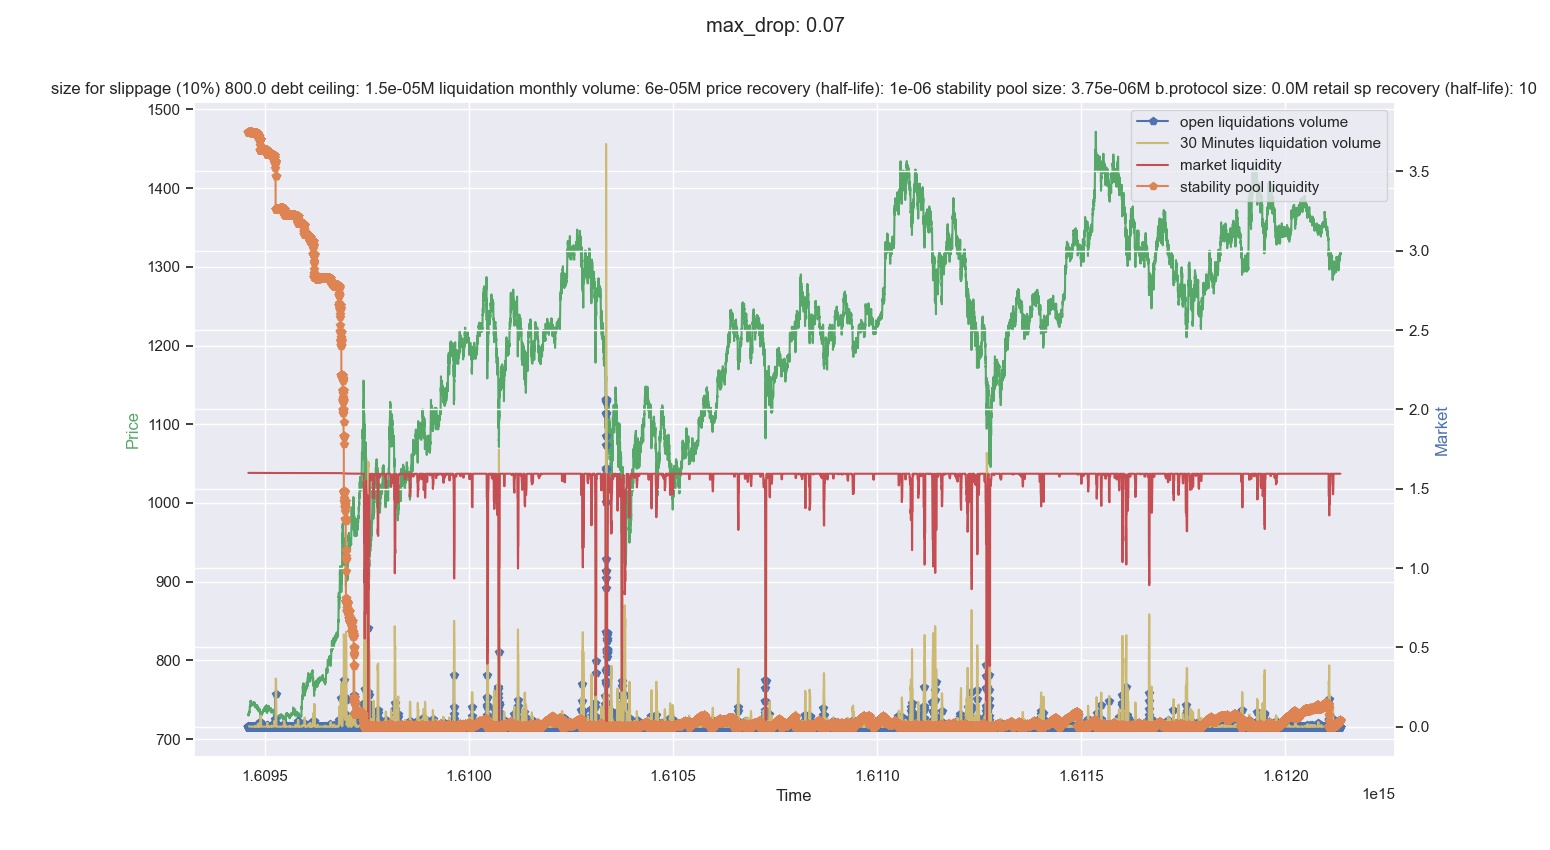 max_drop: 0.07
size for slippage (10%) 800.0 debt ceiling: 1.5e-05M liquidation monthly volume: 6e-05M price recovery (half-life): 1e-06 stability pool size: 3.75e-06M b.protocol size: 0.0M retail sp recovery (half-life): 10
open liquidations volume
30 Minutes liquidation volume
market liquidity
stability pool liquidity
1500
1400
1300
1200
1100
1000
900
800
700
Price
3.5
3.0
2.5
2.0
1.5
1.0
0.5
0.0
Market
1.6095 1.6100 1.6105 1.6110 1.6115 1.6120
1e15
Time